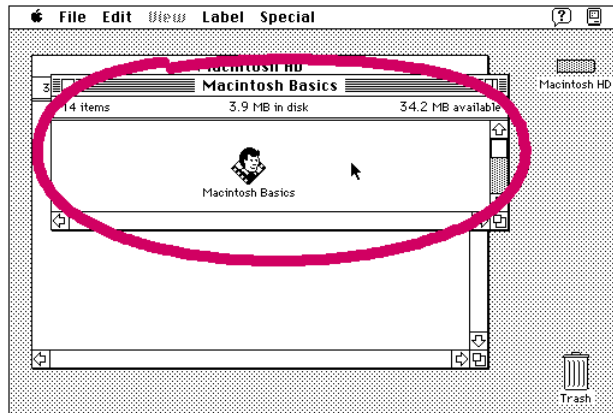 File Edit View Label Special
Macintosh HD
3
Macintosh Basics
14 items 3.9 MB in disk 34.2 MB available
Macintosh Basics
Macintosh HD
Trash